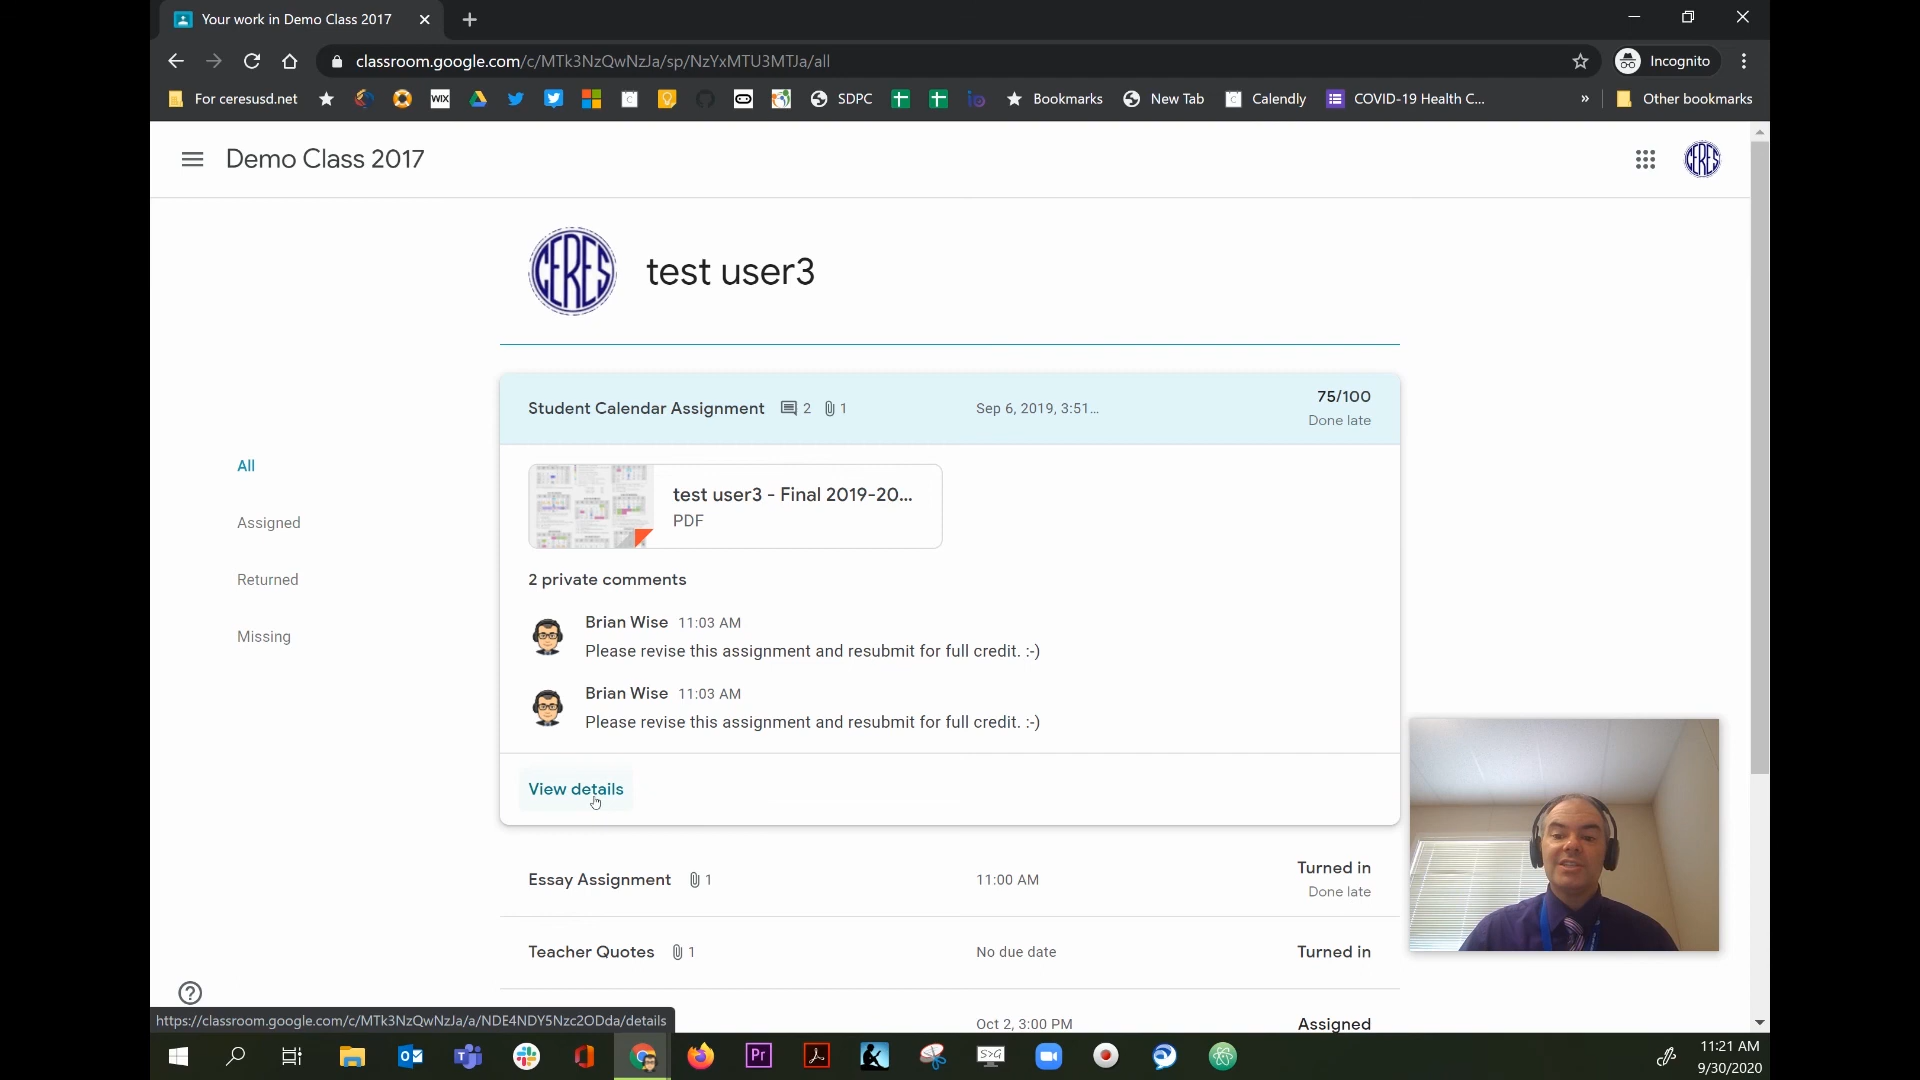 Your work in Demo Class 2017
classroom.google.com/c/MTk3NzQwNzJa/sp/NzYxMTU3MTJa/all
Incognito
For ceresusd.net
WIX
SDPC
Bookmarks
New Tab
Calendly
COVID-19 Health C...
»
Other bookmarks
Demo Class 2017
CERES
CERES
test user3
Student Calendar Assignment
2
1
Sep 6, 2019, 3:51...
75/100
Done late
All
Assigned
Returned
Missing
test user3 - Final 2019-20...
PDF
2 private comments
Brian Wise 11:03 AM
Please revise this assignment and resubmit for full credit. :-)
Brian Wise 11:03 AM
Please revise this assignment and resubmit for full credit. :-)
View details
Essay Assignment
1
11:00 AM
Turned in
Done late
Teacher Quotes
1
No due date
Turned in
Oct 2, 3:00 PM
Assigned
https://classroom.google.com/c/MTk3NzQwNzJa/a/NDE4NDY5Nzc2ODda/details
Pr
S>G
11:21 AM
9/30/2020